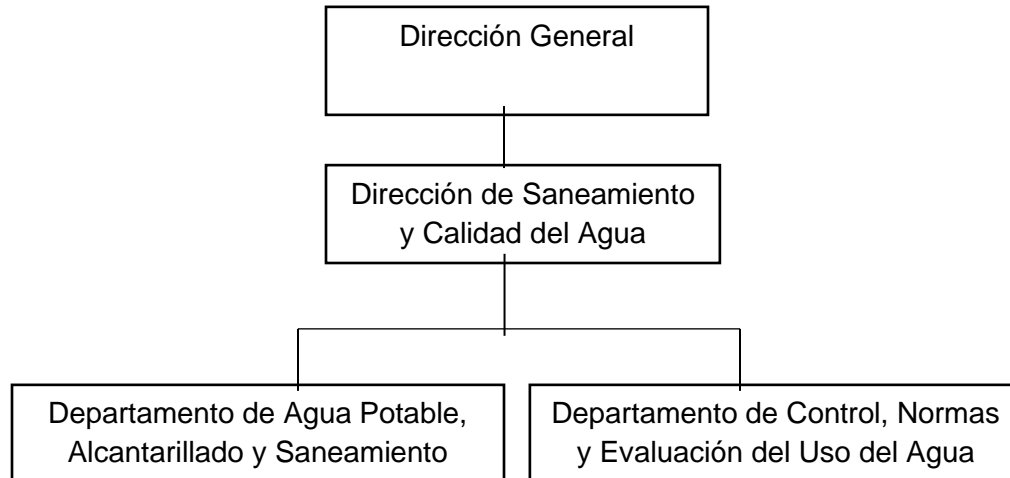 Dirección General
Dirección de Saneamiento
y Calidad del Agua
Departamento de Agua Potable,
Alcantarillado y Saneamiento
Departamento de Control, Normas
y Evaluación del Uso del Agua